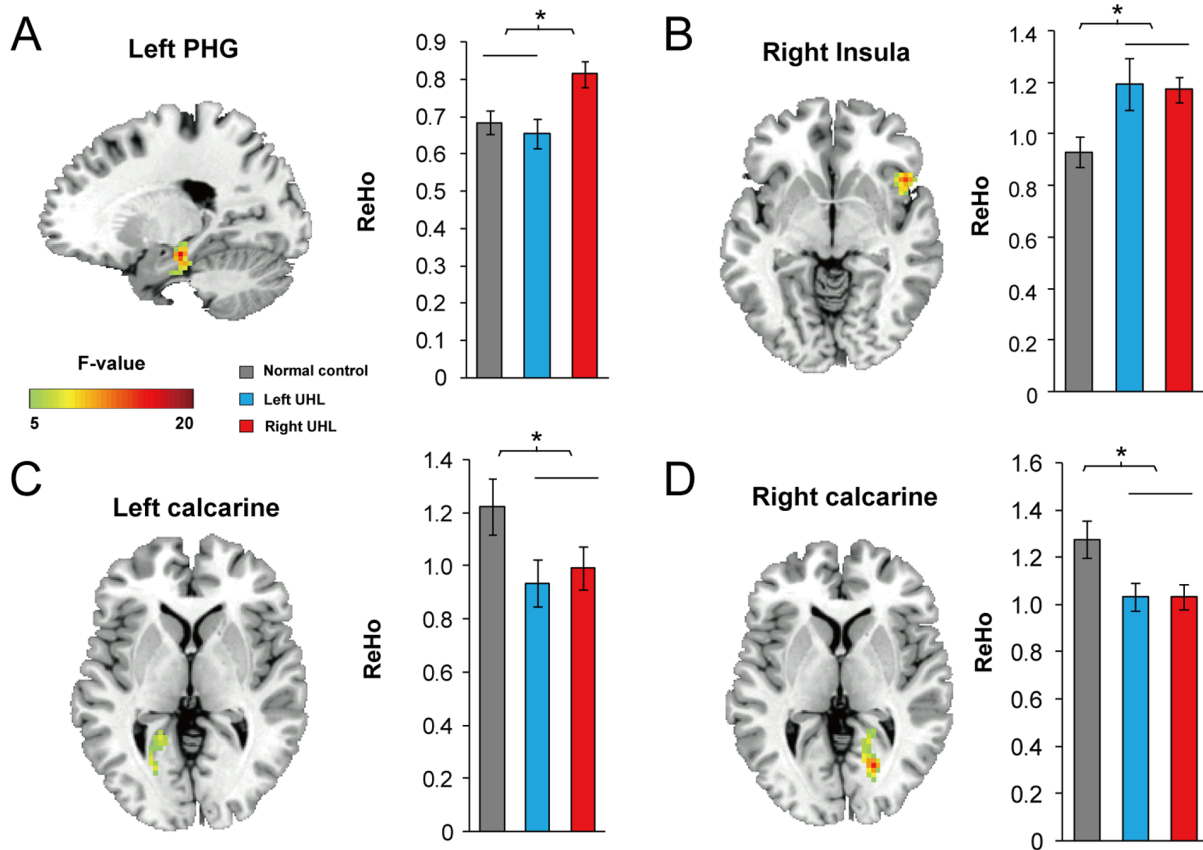 A
Left PHG
*
ReHo
0.9
0.8
0.7
0.6
0.5
0.4
0.3
0.2
0.1
0
F-value
5 20
Normal control
Left UHL
Right UHL
B
Right Insula
*
ReHo
1.4
1.2
1.0
0.8
0.6
0.4
0.2
0
C
Left calcarine
*
ReHo
1.4
1.2
1.0
0.8
0.6
0.4
0.2
0
D
Right calcarine
*
ReHo
1.6
1.4
1.2
1.0
0.8
0.6
0.4
0.2
0